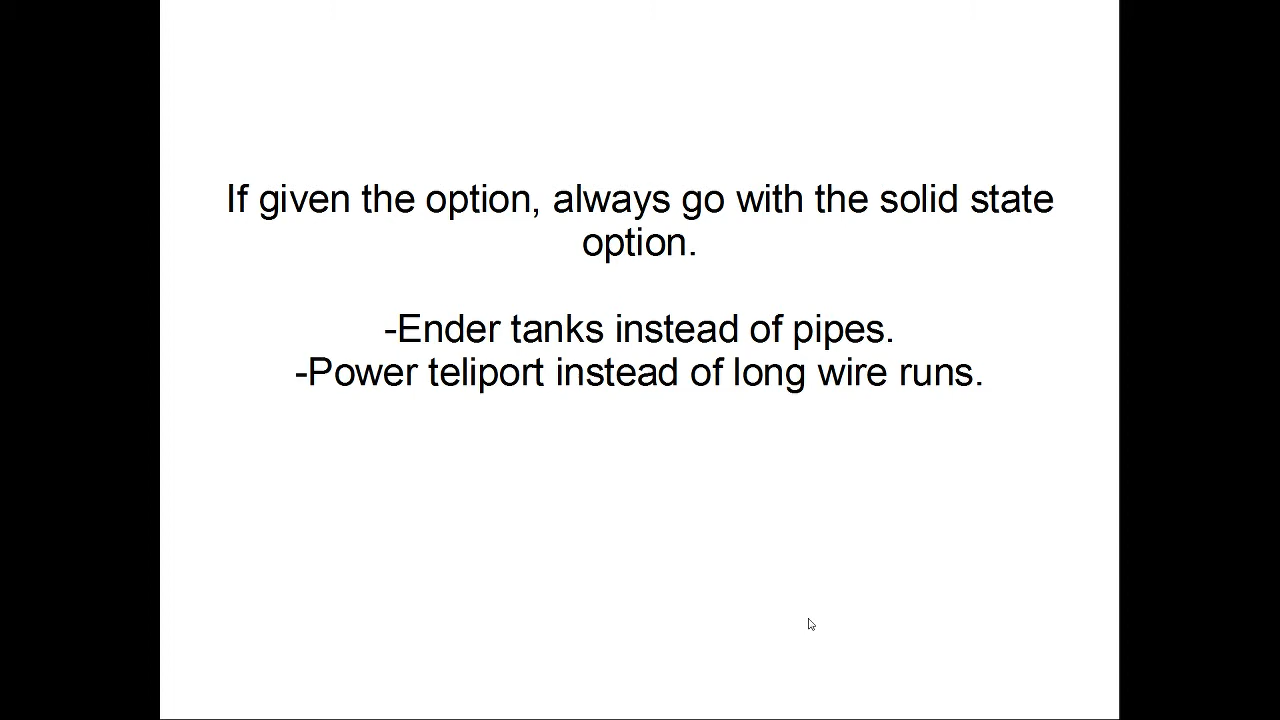 If given the option, always go with the solid state
option.
-Ender tanks instead of pipes.
-Power teliport instead of long wire runs.